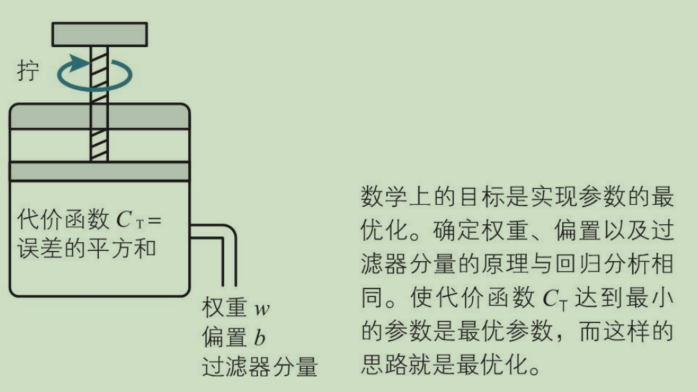 拧
代价函数 CT=
误差的平方和
权重 w
偏置 b
过滤器分量
数学上的目标是实现参数的最
优化。确定权重、偏置以及过
滤器分量的原理与回归分析相
同。使代价函数 CT 达到最小
的参数是最优参数，而这样的
思路就是最优化。